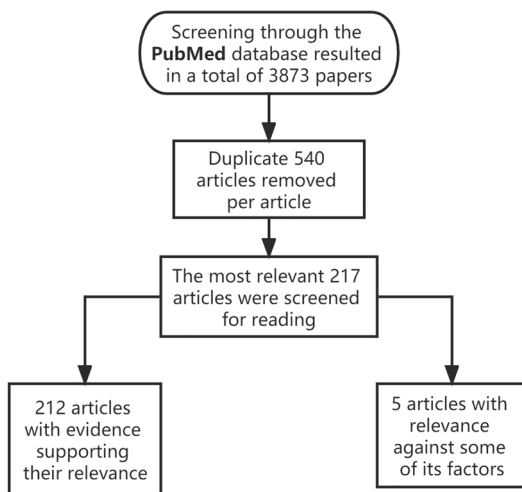 Screening through the
PubMed database resulted
in a total of 3873 papers
Duplicate 540
articles removed
per article
The most relevant 217
articles were screened
for reading
212 articles
with evidence
supporting
their relevance
5 articles with
relevance
against some
of its factors